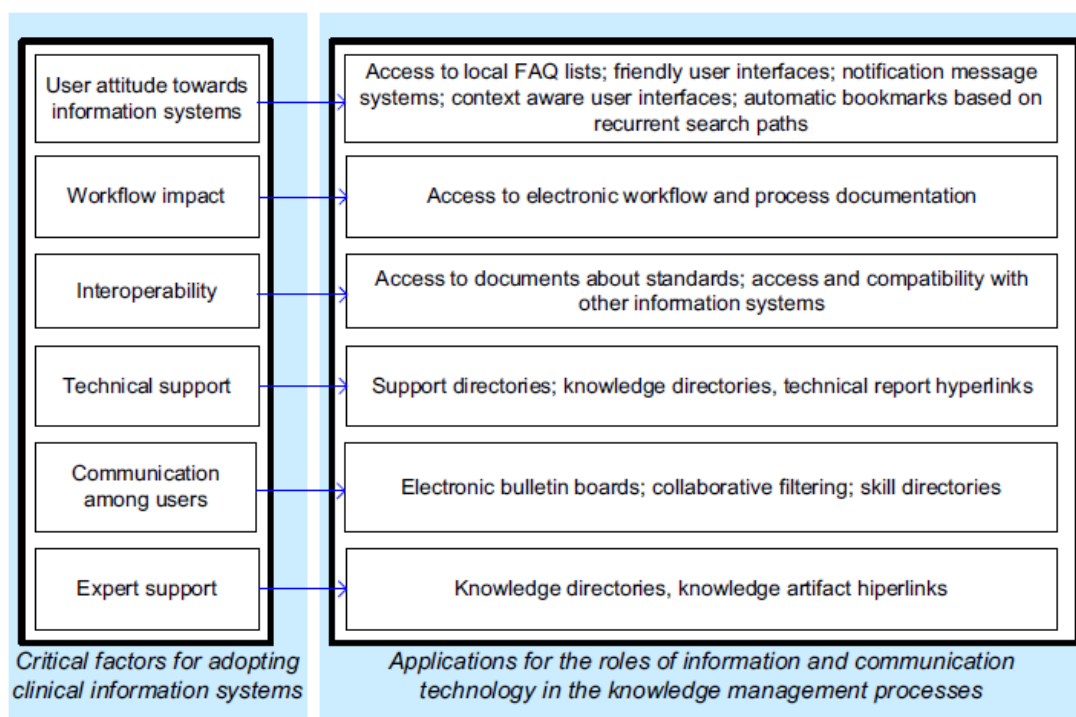 User attitude towards
information systems
Access to local FAQ lists; friendly user interfaces; notification message
systems; context aware user interfaces; automatic bookmarks based on
recurrent search paths
Workflow impact
Access to electronic workflow and process documentation
Interoperability
Access to documents about standards; access and compatibility with
other information systems
Technical support
Support directories; knowledge directories, technical report hyperlinks
Communication
among users
Electronic bulletin boards; collaborative filtering; skill directories
Expert support
Knowledge directories, knowledge artifact hiperlinks
Critical factors for adopting
clinical information systems
Applications for the roles of information and communication
technology in the knowledge management processes